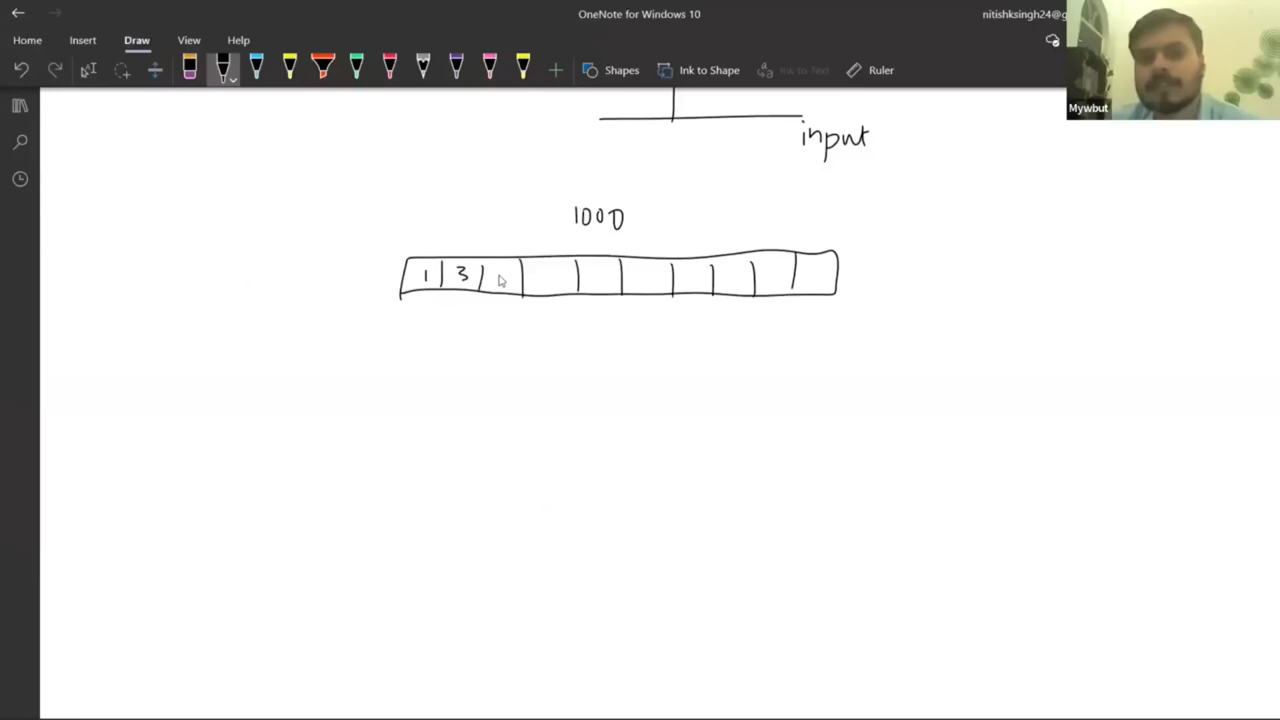 OneNote for Windows 10
nitishksingh24@g
Home Insert Draw View Help
Shapes Ink to Shape Ink to Text Ruler
Mywbut
input
1000
1 3